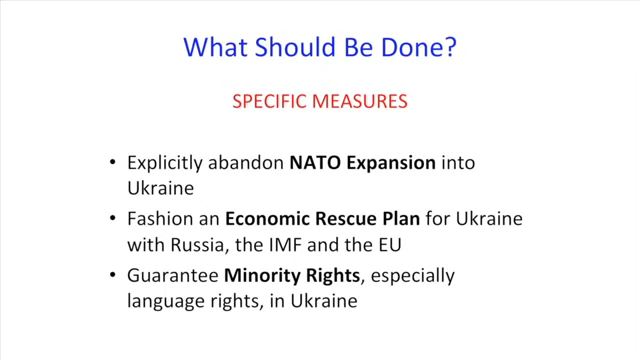 What Should Be Done?
SPECIFIC MEASURES
• Explicitly abandon NATO Expansion into
Ukraine
• Fashion an Economic Rescue Plan for Ukraine
with Russia, the IMF and the EU
• Guarantee Minority Rights, especially
language rights, in Ukraine